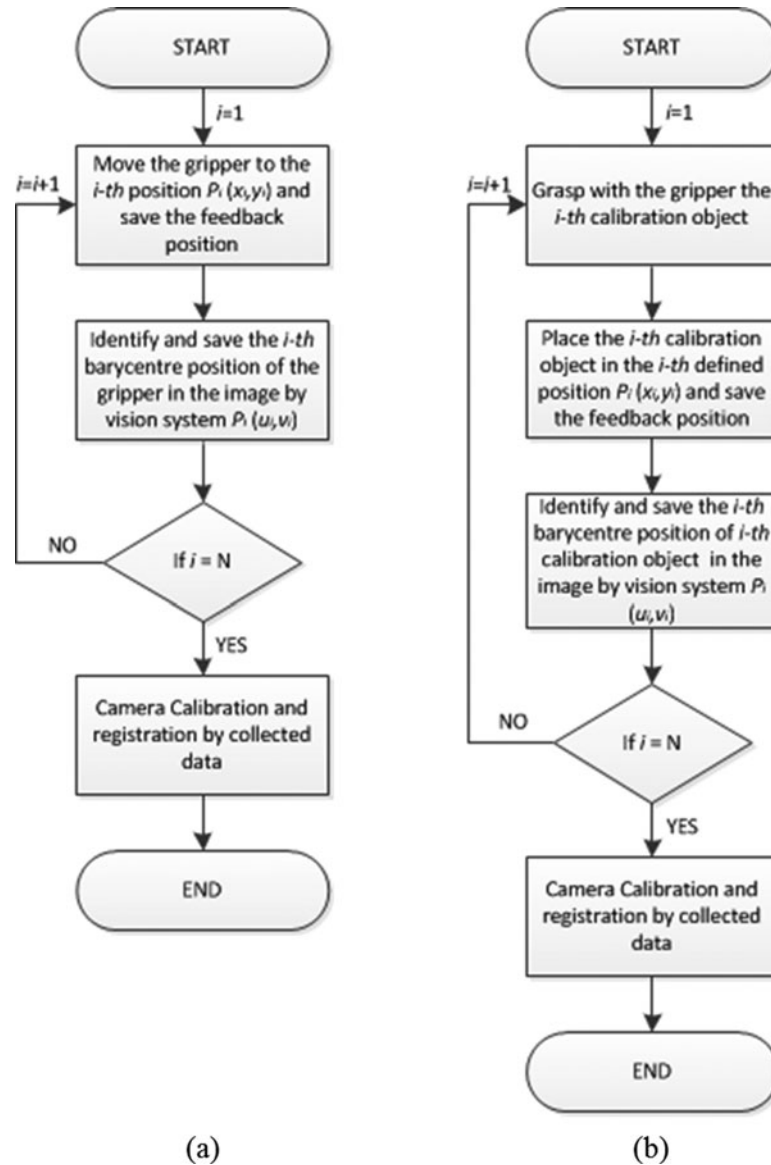 START
i=1
i=i+1
Move the gripper to the
i-th position Pᵢ (xᵢ,yᵢ) and
save the feedback
position
Identify and save the i-th
barycentre position of the
gripper in the image by
vision system Pᵢ (uᵢ,vᵢ)
NO
If i = N
YES
Camera Calibration and
registration by collected
data
END
(a)
START
i=1
i=i+1
Grasp with the gripper the
i-th calibration object
Place the i-th calibration
object in the i-th defined
position Pᵢ (xᵢ,yᵢ) and save
the feedback position
Identify and save the i-th
barycentre position of i-th
calibration object in the
image by vision system Pᵢ
(uᵢ,vᵢ)
NO
If i = N
YES
Camera Calibration and
registration by collected
data
END
(b)